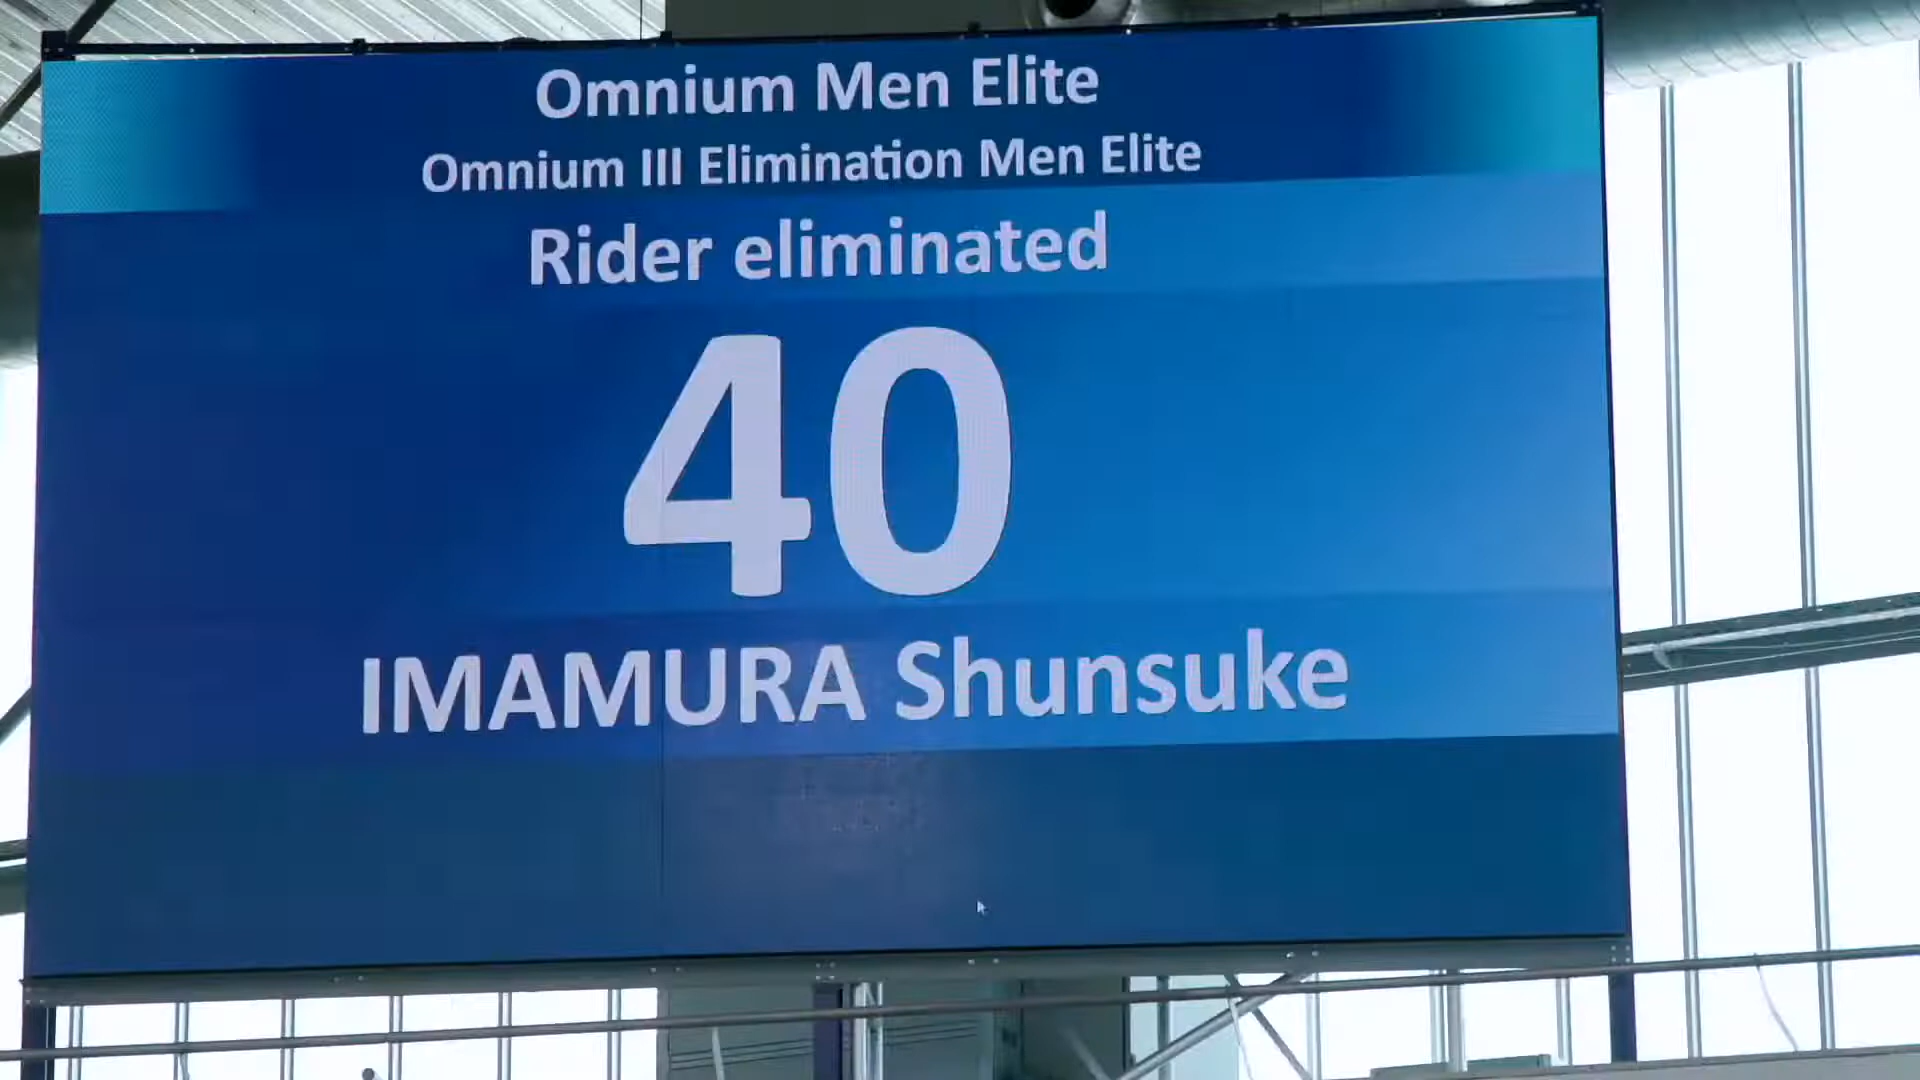 Omnium Men Elite
Omnium III Elimination Men Elite
Rider eliminated
40
IMAMURA Shunsuke